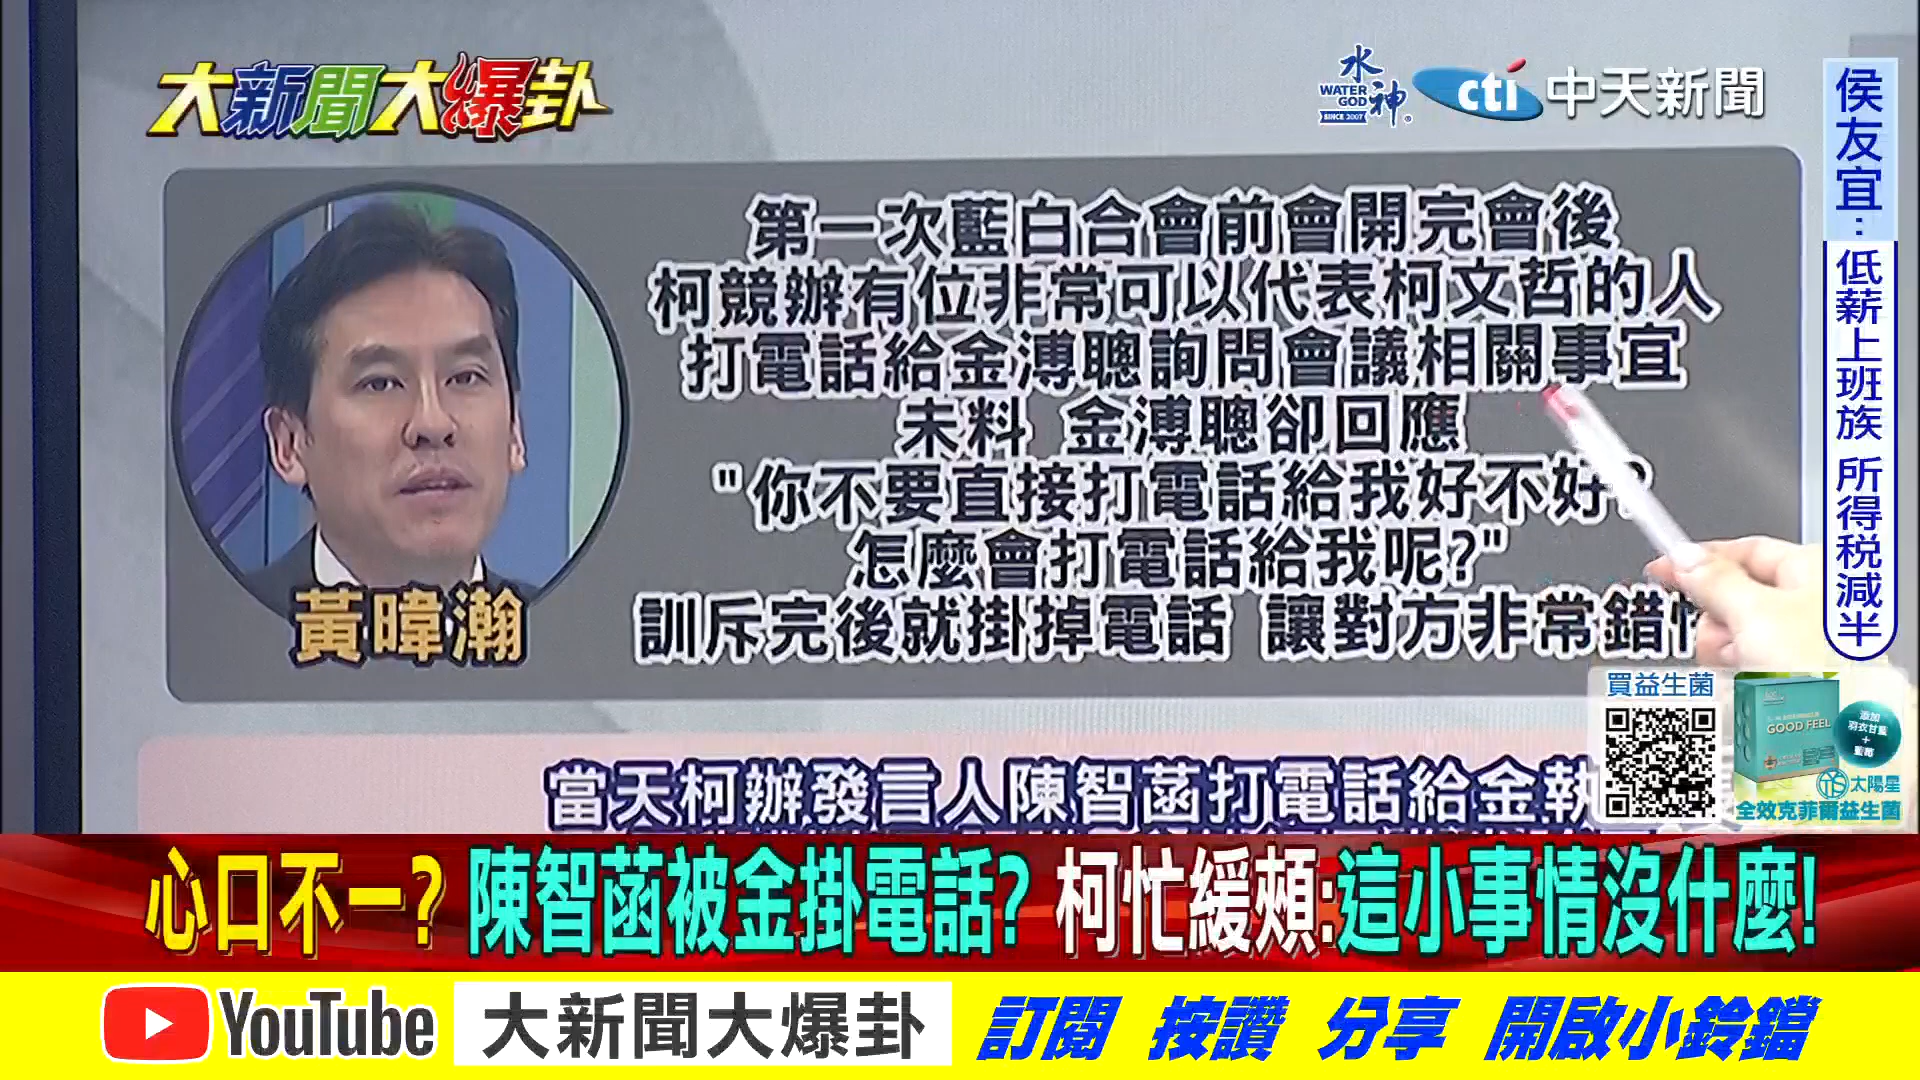 大新聞大爆卦
水神
WATER GOD
SINCE 2007
cti 中天新聞
侯友宜：低薪上班族 所得稅減半
第一次藍白合會前會開完會後
柯競辦有位非常可以代表柯文哲的人
打電話給金溥聰詢問會議相關事宜
未料 金溥聰卻回應
"你不要直接打電話給我好不好?
怎麼會打電話給我呢?"
訓斥完後就掛掉電話 讓對方非常錯
黃暐瀚
買益生菌
GOOD FEEL
添加
羽衣甘藍
+
藍莓
太陽星
全效克菲爾益生菌
當天柯辦發言人陳智菡打電話給金執
心口不一? 陳智菡被金掛電話? 柯忙緩頰:這小事情沒什麼!
YouTube 大新聞大爆卦 訂閱 按讚 分享 開啟小鈴鐺